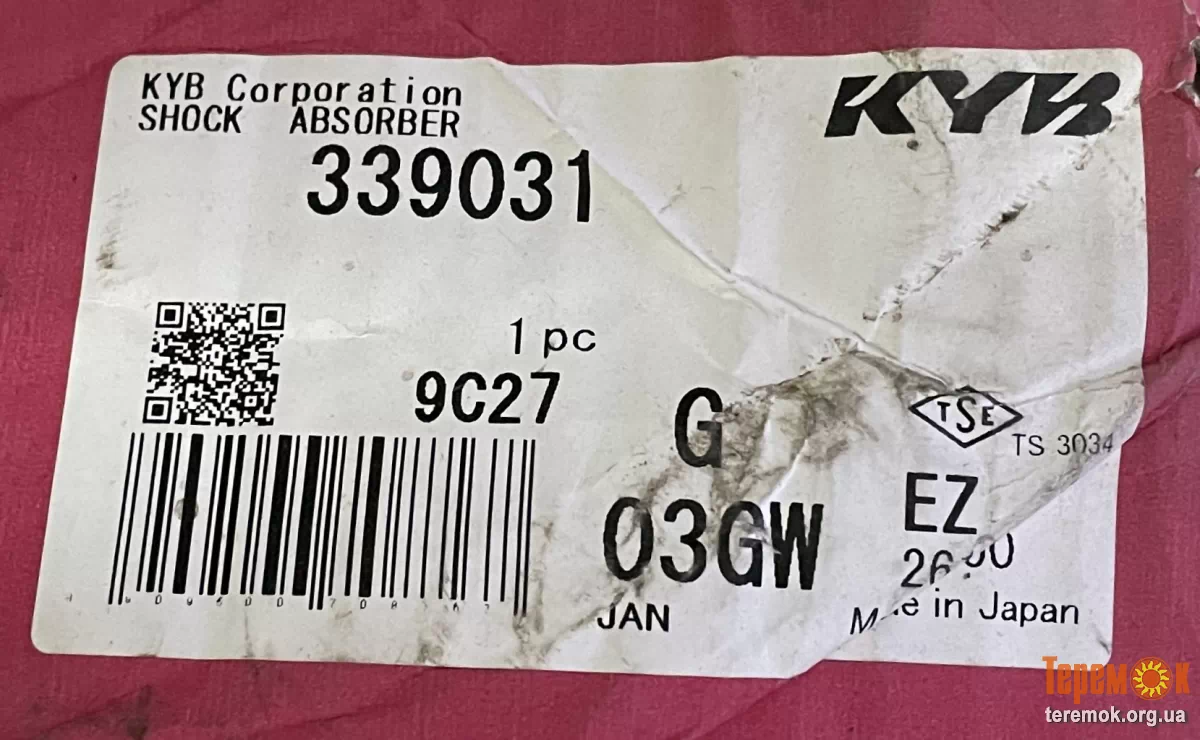 KYB Corporation
SHOCK ABSORBER
KYB
339031
1 pc
9C27
G
TSE
TS 3034
EZ
03GW
JAN
in Japan
Теремок
teremok.org.ua